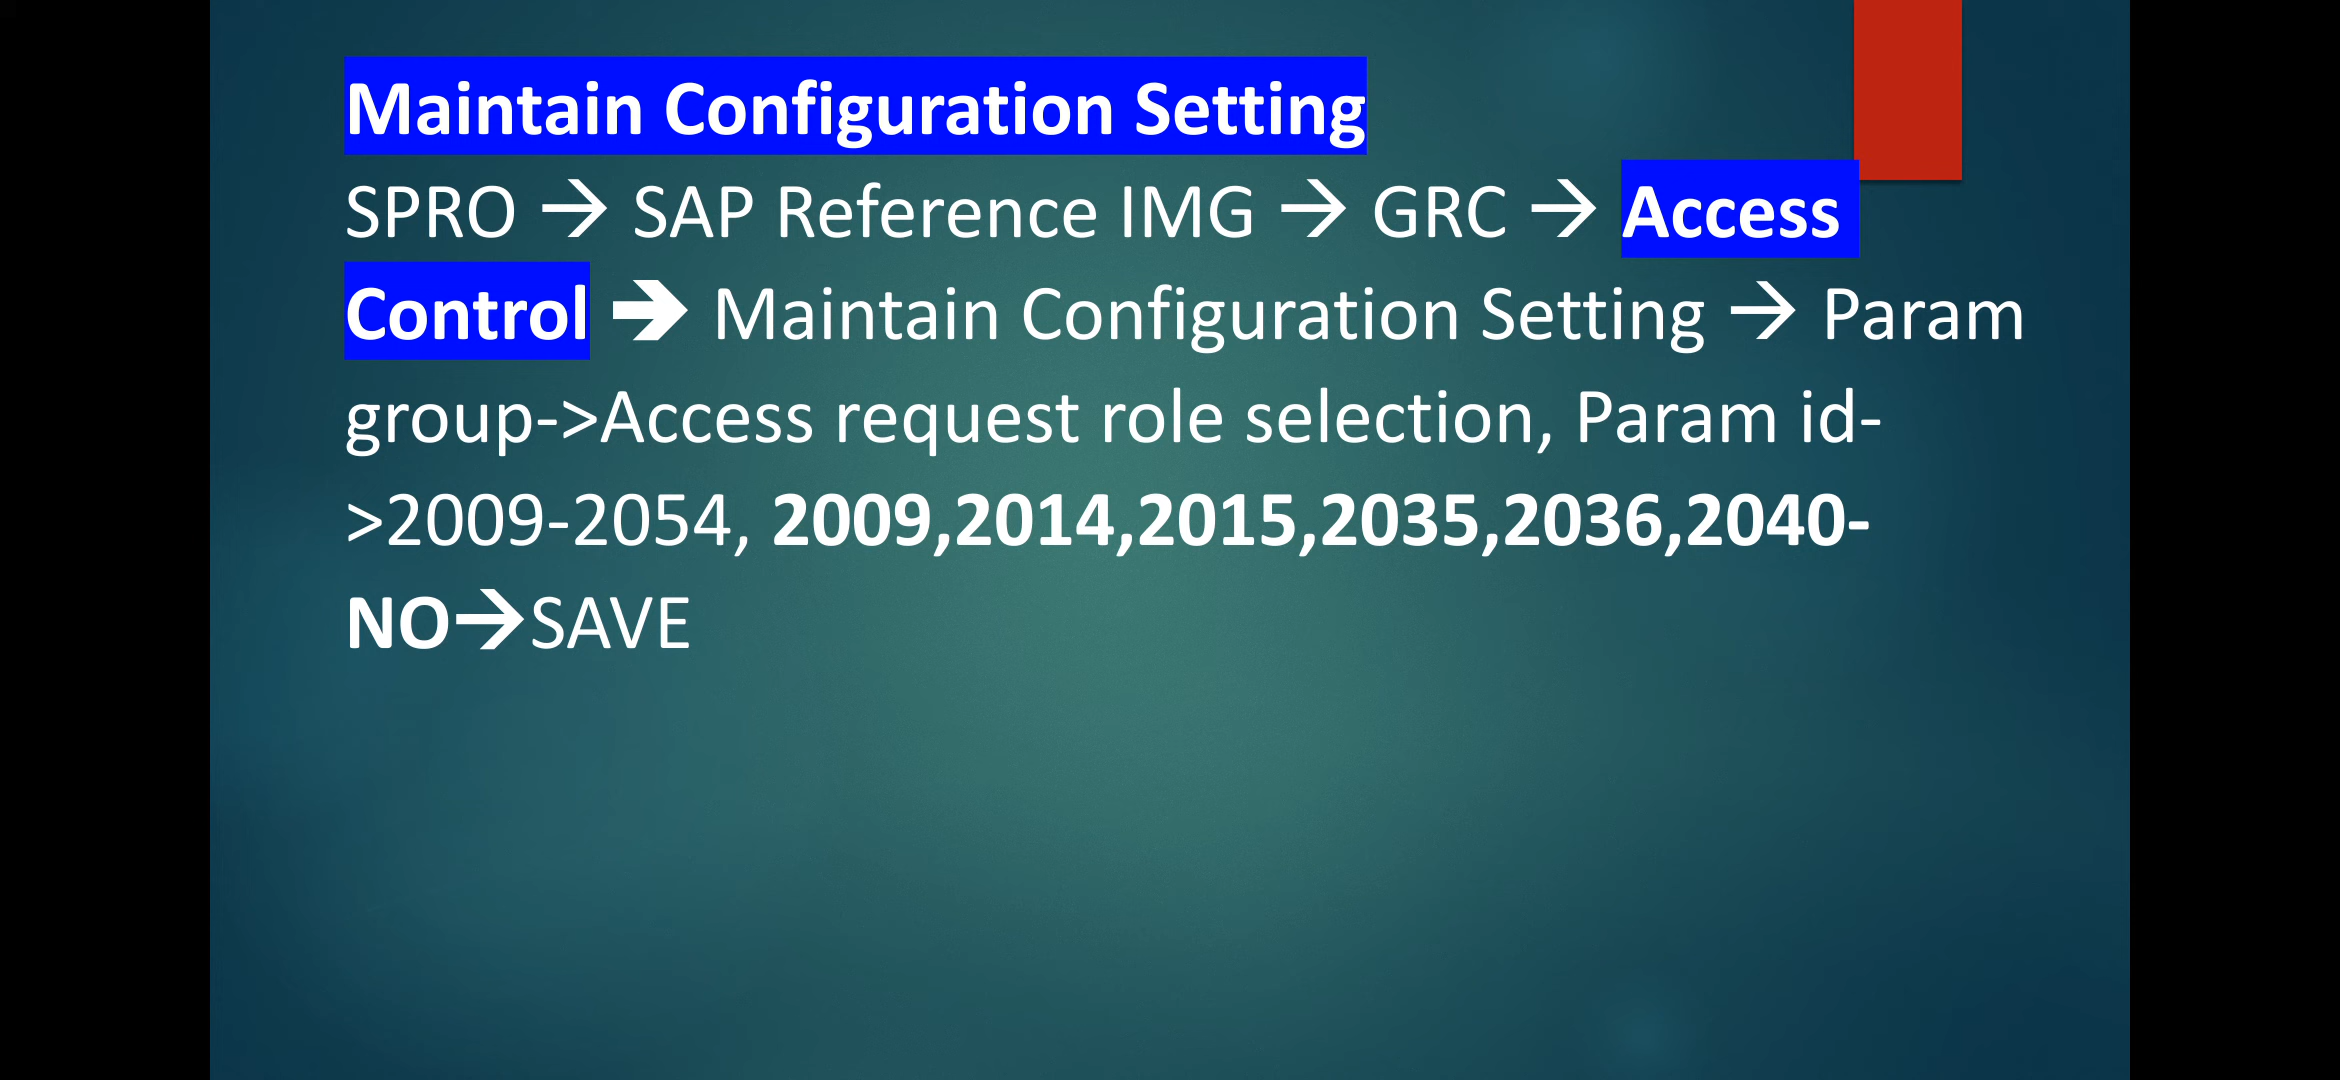 Maintain Configuration Setting
SPRO → SAP Reference IMG → GRC → Access
Control → Maintain Configuration Setting → Param
group->Access request role selection, Param id-
>2009-2054, 2009,2014,2015,2035,2036,2040-
NO→SAVE